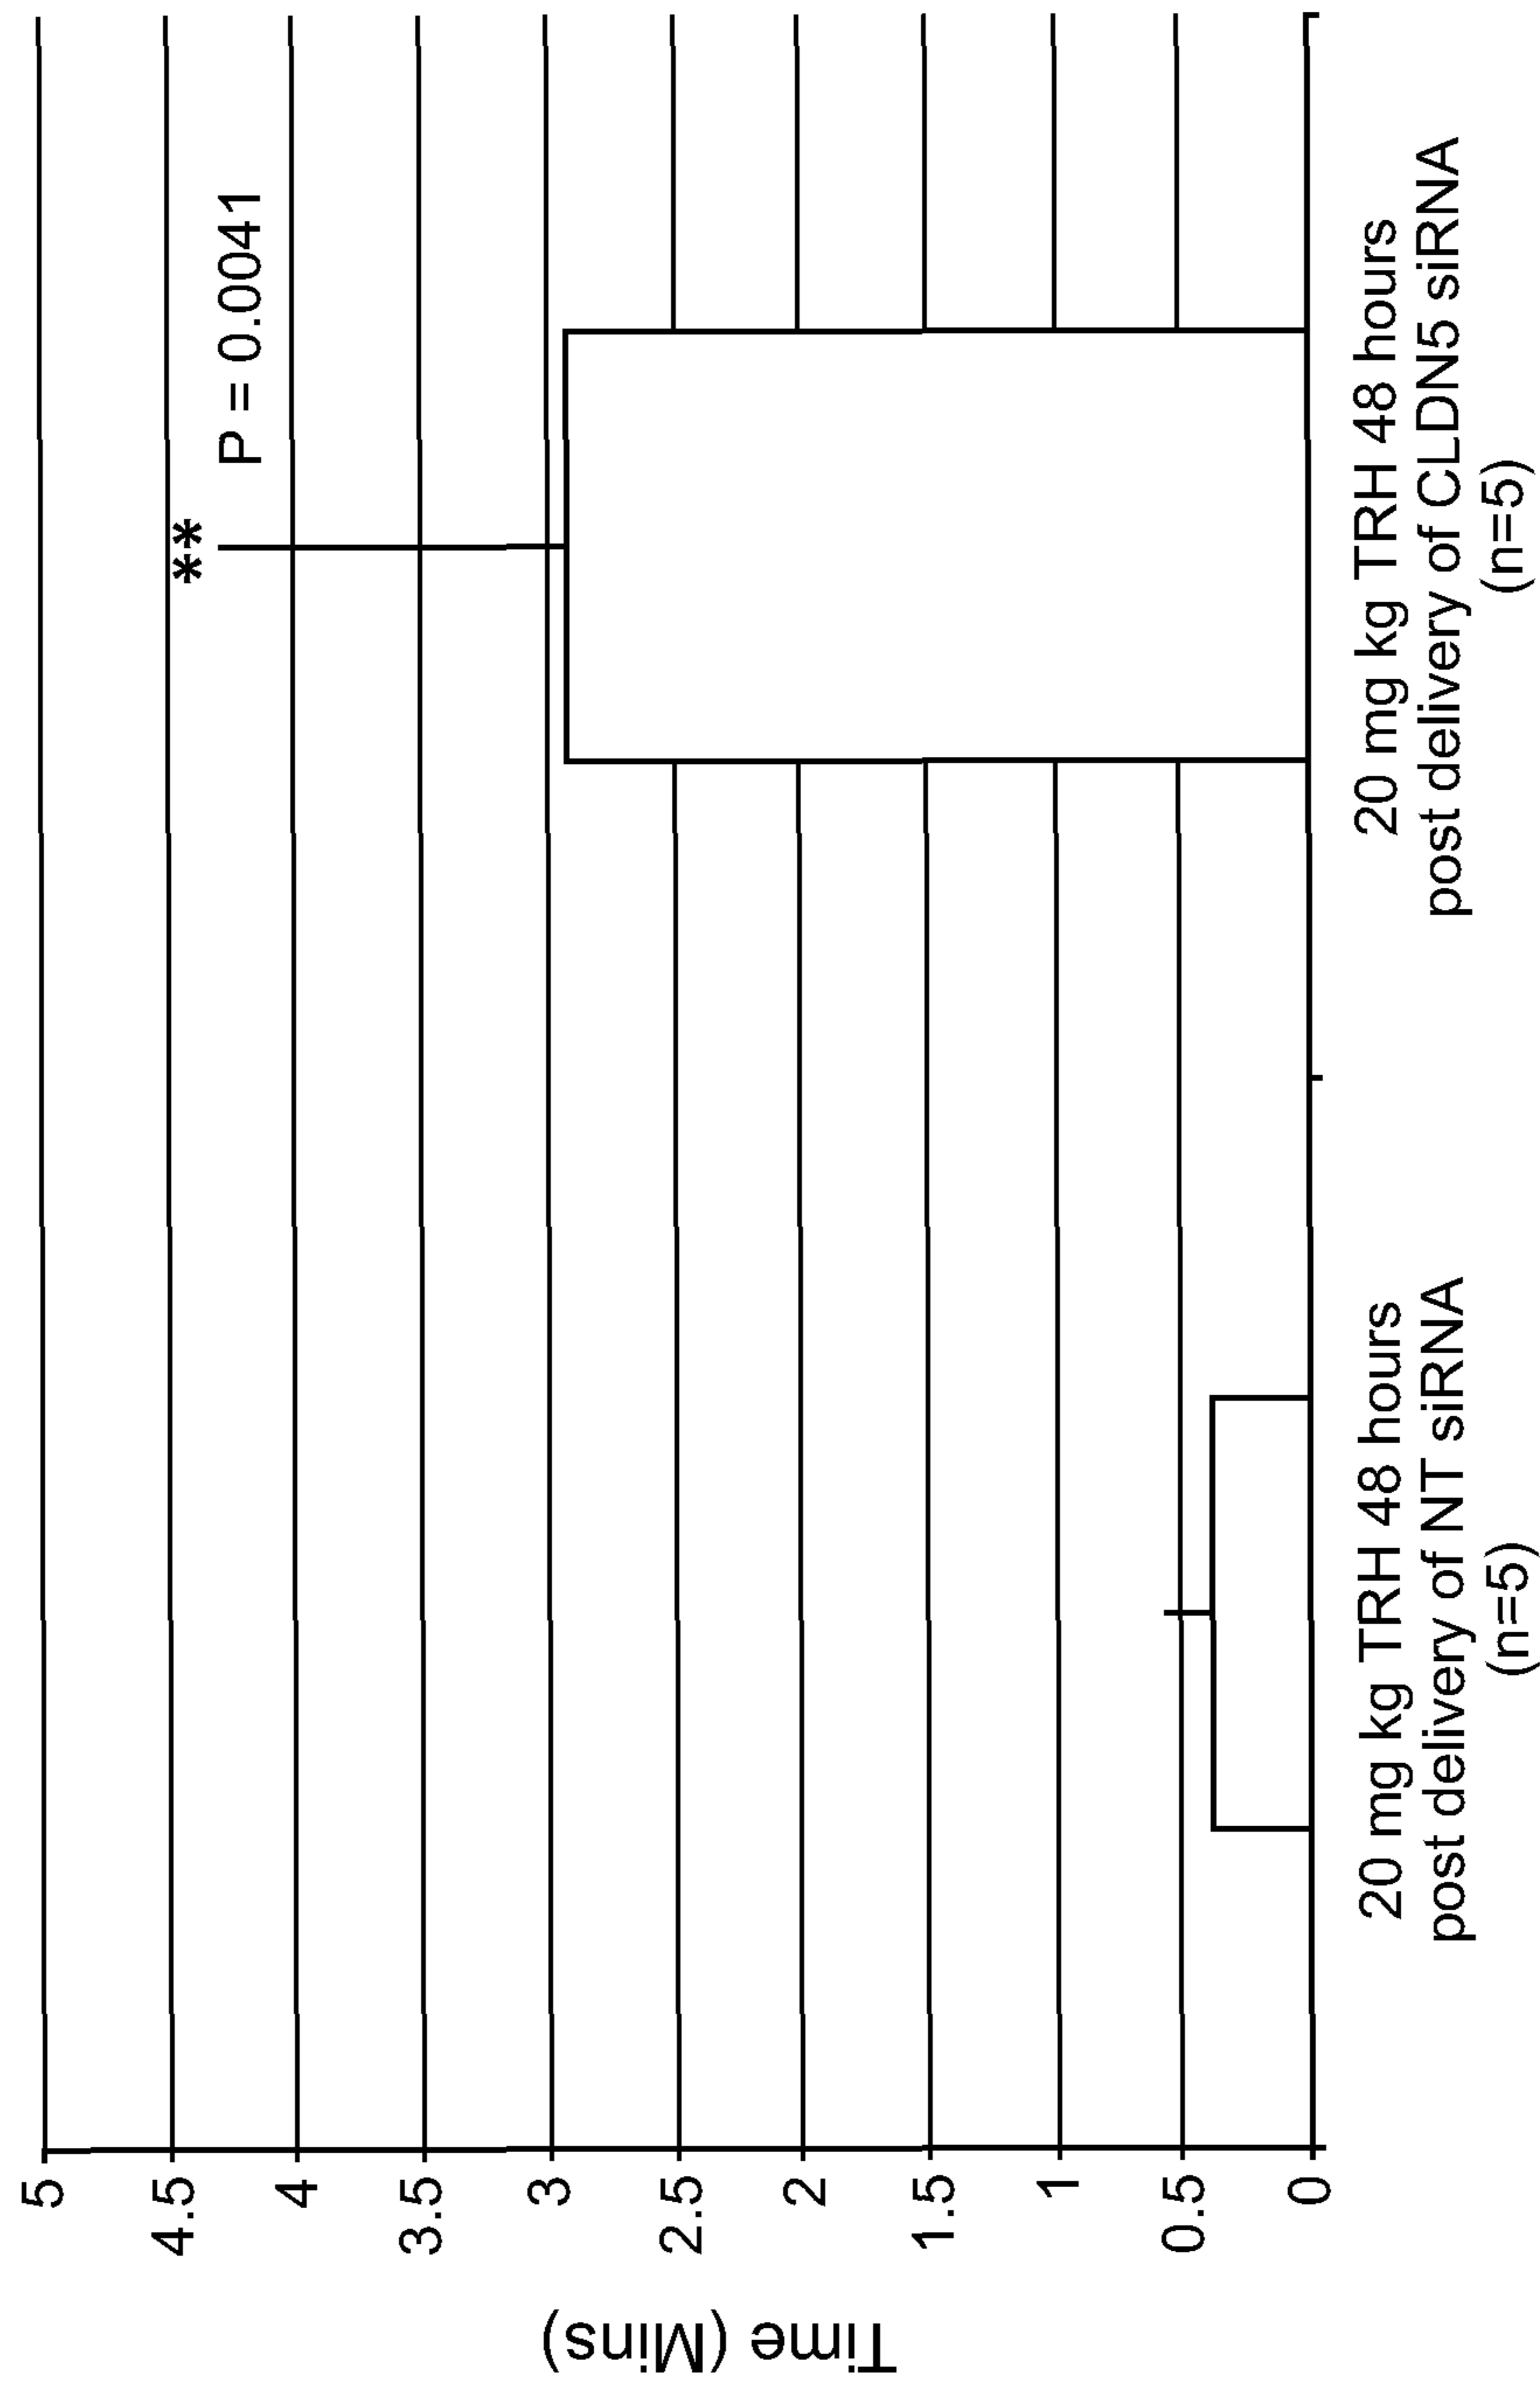 Time (Mins)
5
4.5
4
3.5
3
2.5
2
1.5
1
0.5
0
**
P = 0.0041
20 mg kg TRH 48 hours
post delivery of NT siRNA
(n=5)
20 mg kg TRH 48 hours
post delivery of CLDN5 siRNA
(n=5)